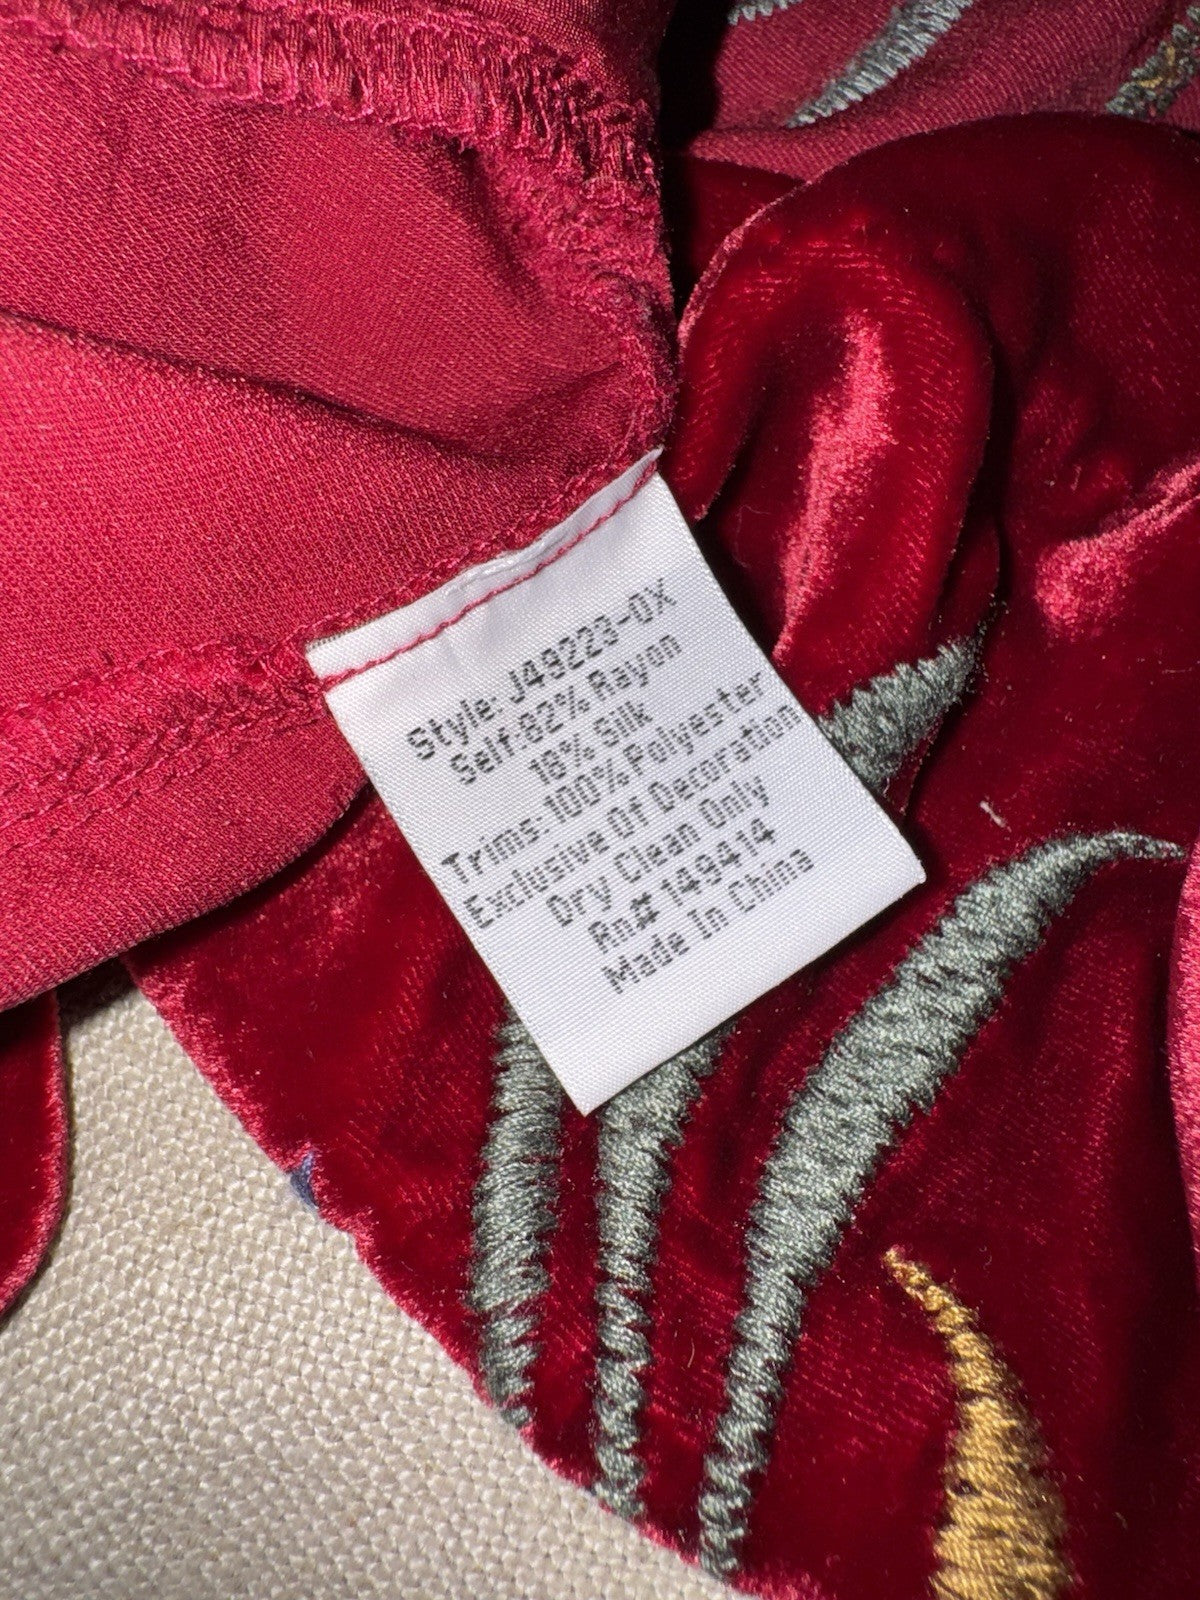 Style: J49223-0X
Self:82% Rayon
18% Silk
Trims: 100% Polyester
Exclusive Of Decoration
Dry Clean Only
Rn# 149414
Made In China